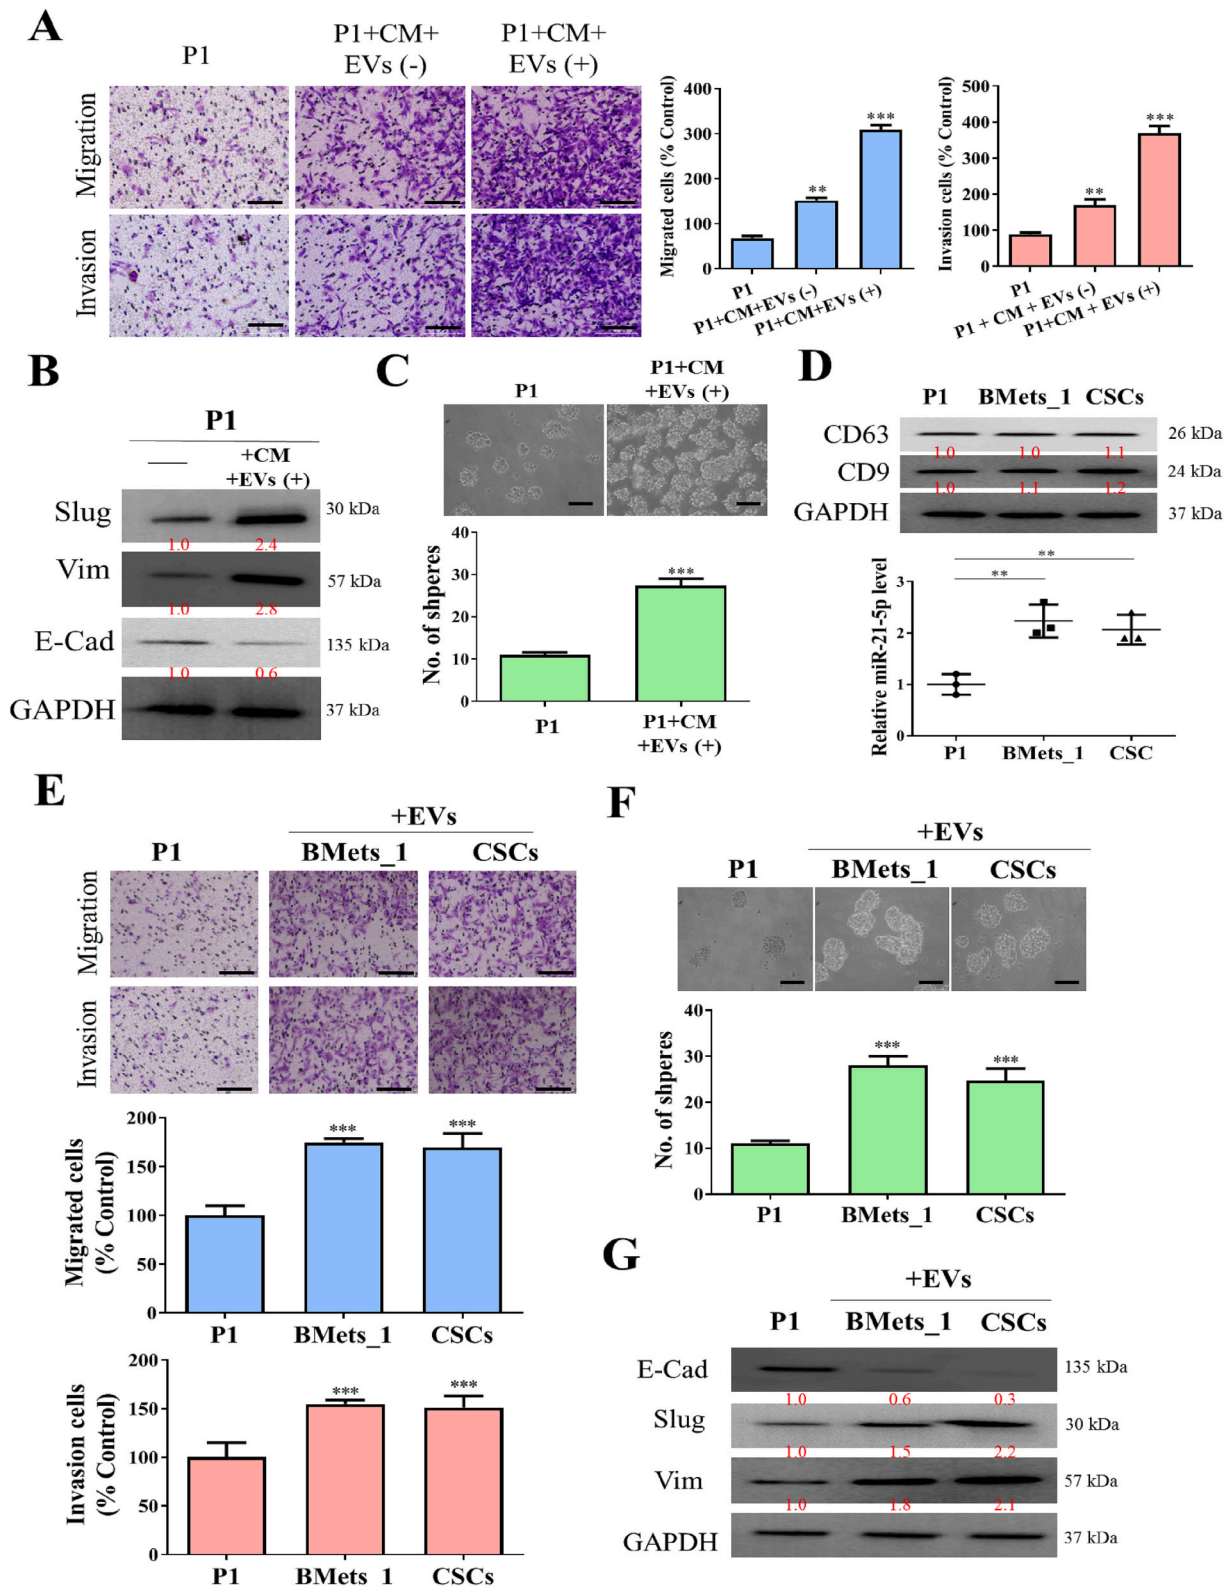 A
P1
P1+CM+
EVs (-)
P1+CM+
EVs (+)
Migration
Invasion
Migrated cells (% Control)
400
300
200
100
0
**
***
P1
P1+CM+EVs (-)
P1+CM+EVs (+)
Invasion cells (% Control)
500
400
300
200
100
0
**
***
P1
P1 + CM + EVs (-)
P1+CM + EVs (+)
B
P1
+CM
+EVs (+)
Slug
30 kDa
1.0 2.4
Vim
57 kDa
1.0 2.8
E-Cad
135 kDa
1.0 0.6
GAPDH
37 kDa
C
P1
P1+CM
+EVs (+)
No. of shperes
40
30
20
10
0
***
P1
P1+CM
+EVs (+)
D
P1 BMets_1 CSCs
CD63
26 kDa
1.0 1.0 1.1
CD9
24 kDa
1.0 1.1 1.2
GAPDH
37 kDa
Relative miR-21-5p level
3
2
1
0
**
**
P1 BMets_1 CSC
E
+EVs
P1 BMets_1 CSCs
Migration
Invasion
Migrated cells
(% Control)
200
150
100
50
0
*** ***
P1 BMets_1 CSCs
Invasion cells
(% Control)
200
150
100
50
0
*** ***
P1 BMets_1 CSCs
F
+EVs
P1 BMets_1 CSCs
No. of shperes
40
30
20
10
0
*** ***
P1 BMets_1 CSCs
G
+EVs
P1 BMets_1 CSCs
E-Cad
135 kDa
1.0 0.6 0.3
Slug
30 kDa
1.0 1.5 2.2
Vim
57 kDa
1.0 1.8 2.1
GAPDH
37 kDa